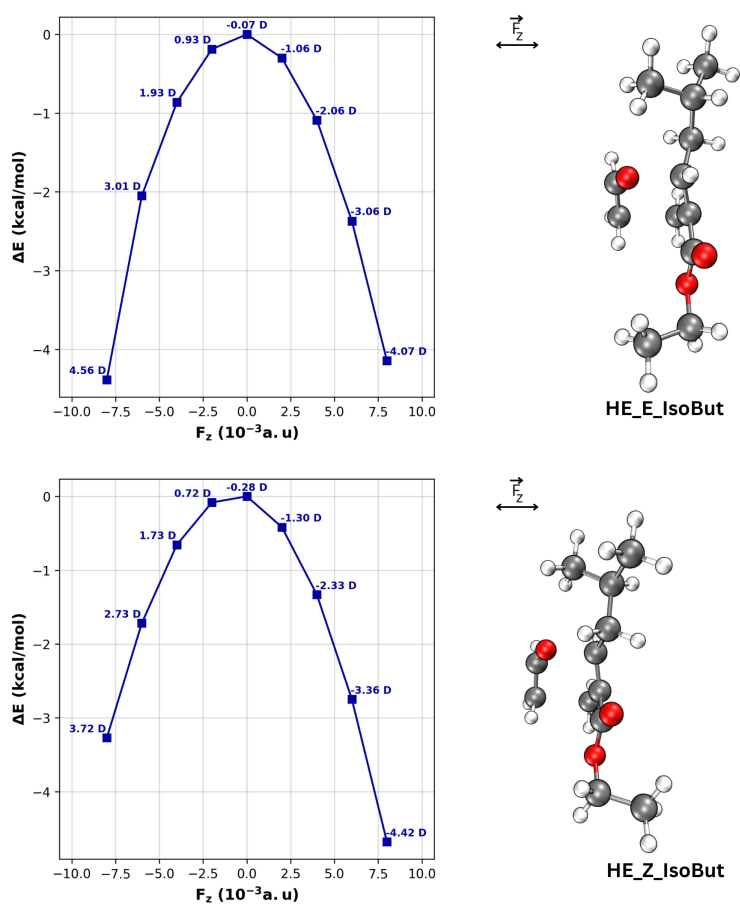 0
−1
−2
−3
−4
ΔE (kcal/mol)
4.56 D
3.01 D
1.93 D
0.93 D
-0.07 D
-1.06 D
-2.06 D
-3.06 D
-4.07 D
−10.0 −7.5 −5.0 −2.5 0.0 2.5 5.0 7.5 10.0
F_z (10⁻³a. u)
F_z
HE_E_IsoBut
0
−1
−2
−3
−4
ΔE (kcal/mol)
3.72 D
2.73 D
1.73 D
0.72 D
-0.28 D
-1.30 D
-2.33 D
-3.36 D
-4.42 D
−10.0 −7.5 −5.0 −2.5 0.0 2.5 5.0 7.5 10.0
F_z (10⁻³a. u)
F_z
HE_Z_IsoBut